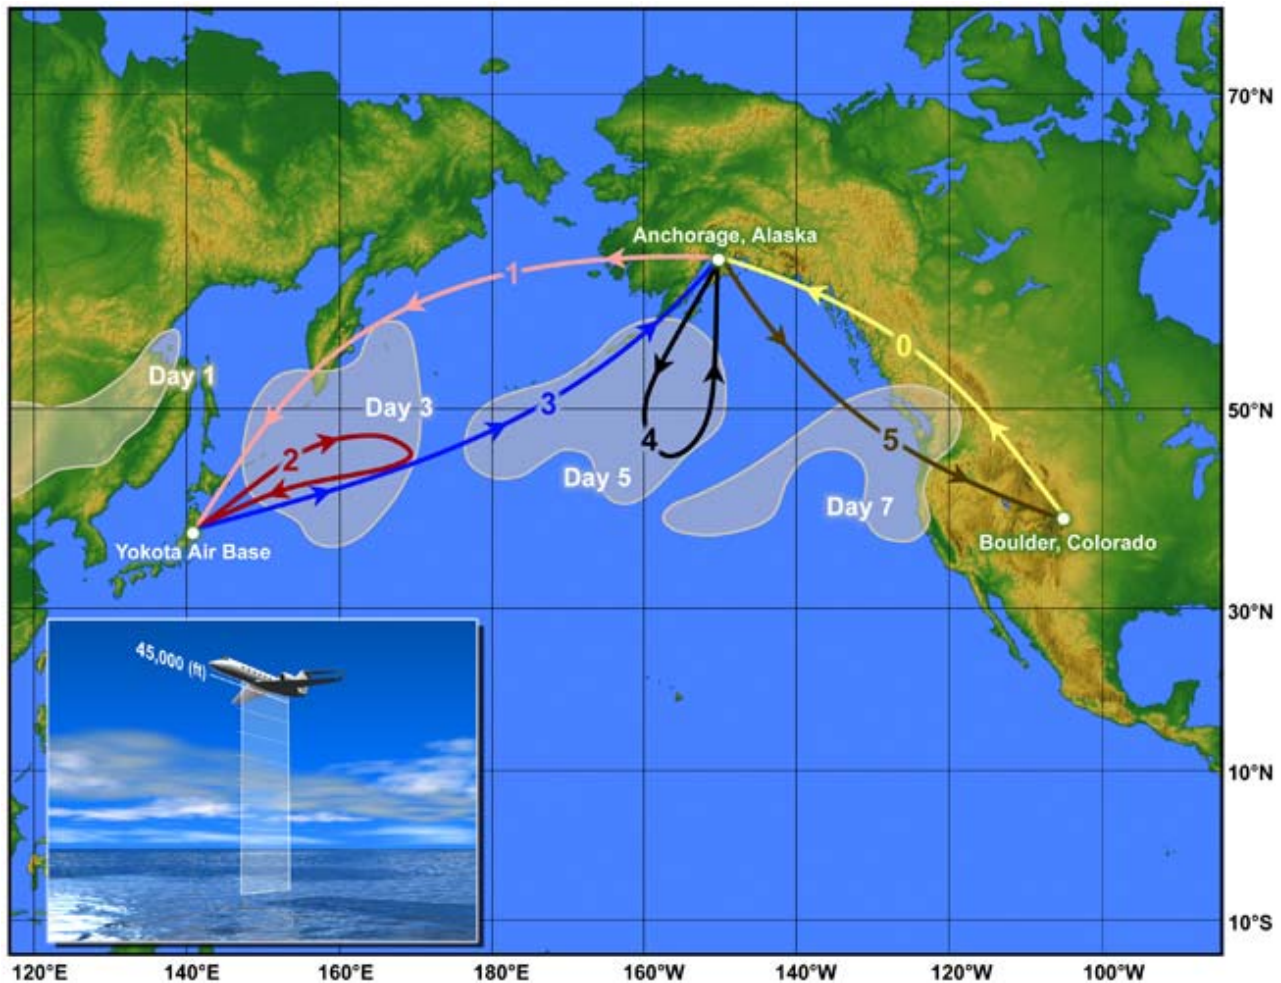 70°N
Anchorage, Alaska
1
0
Day 1
50°N
Day 3
3
2
4
5
Day 5
Day 7
Yokota Air Base
Boulder, Colorado
30°N
45,000 (ft)
10°N
10°S
120°E
140°E
160°E
180°E
160°W
140°W
120°W
100°W